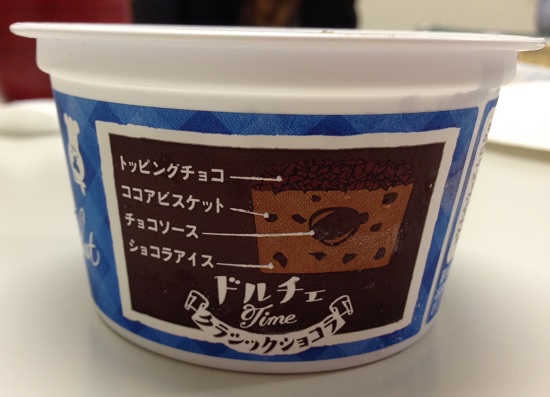 トッピングチョコ
ココアビスケット
チョコソース
ショコラアイス
ドルチェ
Time
クラシックショコラ